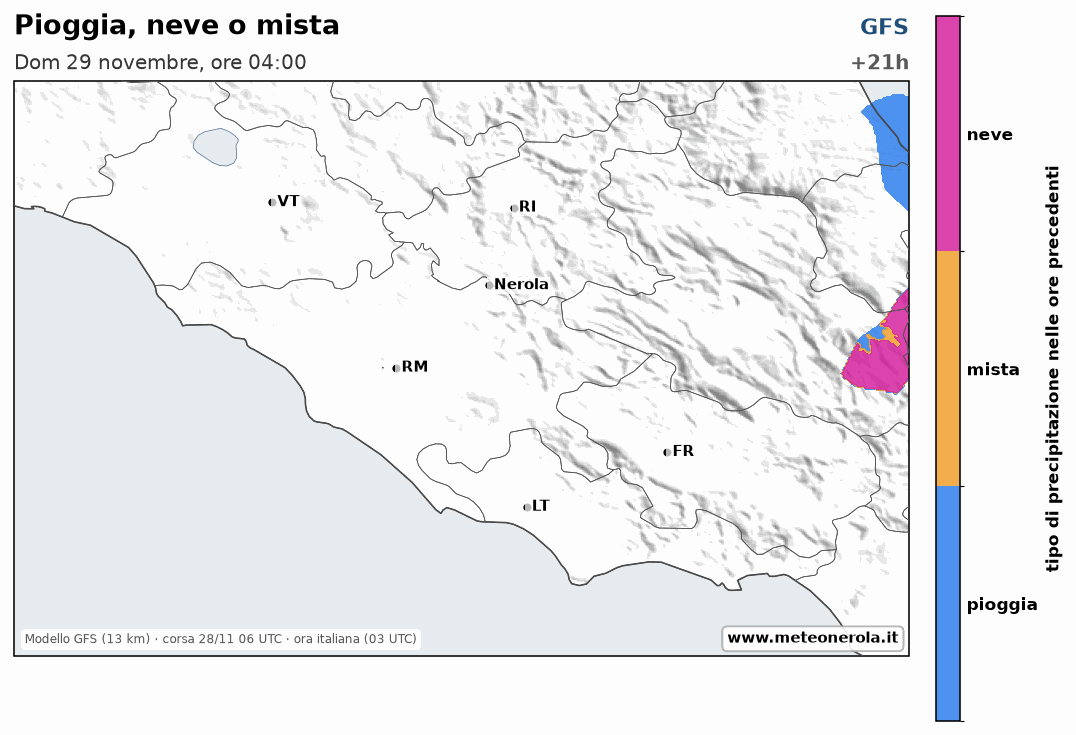 Pioggia, neve o mista
GFS
Dom 29 novembre, ore 04:00
+21h
VT
RI
Nerola
RM
FR
LT
Modello GFS (13 km) · corsa 28/11 06 UTC · ora italiana (03 UTC)
www.meteonerola.it
neve
mista
pioggia
tipo di precipitazione nelle ore precedenti